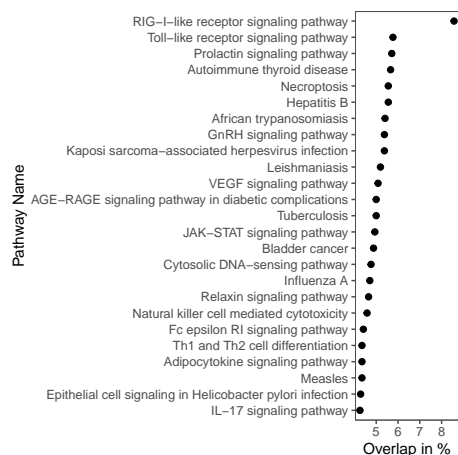 RIG−I−like receptor signaling pathway
Toll−like receptor signaling pathway
Prolactin signaling pathway
Autoimmune thyroid disease
Necroptosis
Hepatitis B
African trypanosomiasis
GnRH signaling pathway
Kaposi sarcoma−associated herpesvirus infection
Leishmaniasis
VEGF signaling pathway
AGE−RAGE signaling pathway in diabetic complications
Tuberculosis
JAK−STAT signaling pathway
Bladder cancer
Cytosolic DNA−sensing pathway
Influenza A
Relaxin signaling pathway
Natural killer cell mediated cytotoxicity
Fc epsilon RI signaling pathway
Th1 and Th2 cell differentiation
Adipocytokine signaling pathway
Measles
Epithelial cell signaling in Helicobacter pylori infection
IL−17 signaling pathway
Pathway Name
5 6 7 8
Overlap in %